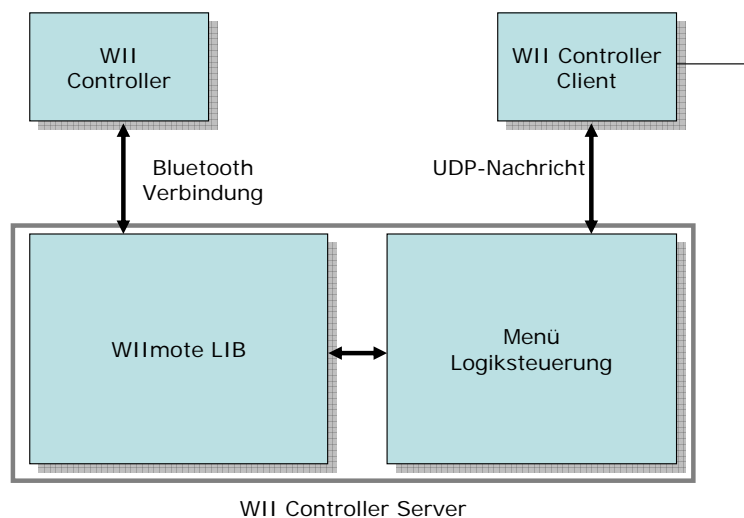 WII
Controller
WII Controller
Client
Bluetooth
Verbindung
UDP-Nachricht
WIImote LIB
Menü
Logiksteuerung
WII Controller Server